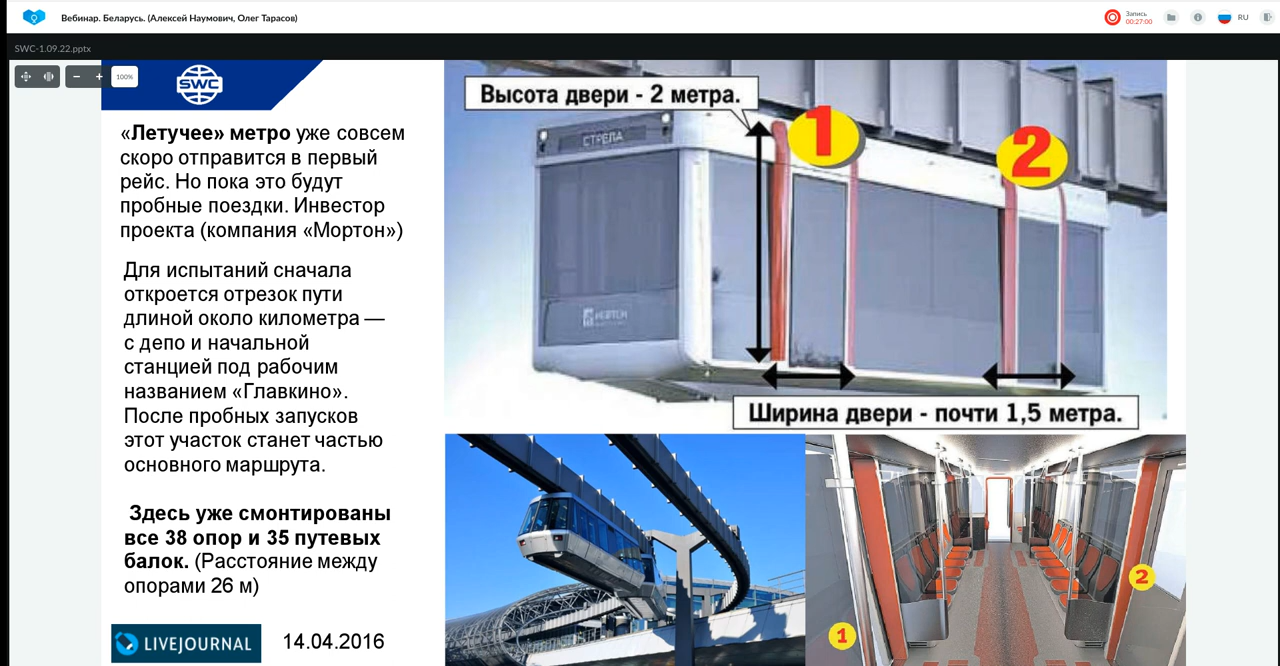 Вебинар. Беларусь. (Алексей Наумович, Олег Тарасов)
Запись
00:27:00
RU
SWC-1.09.22.pptx
100%
SWC
«Летучее» метро уже совсем
скоро отправится в первый
рейс. Но пока это будут
пробные поездки. Инвестор
проекта (компания «Мортон»)
Для испытаний сначала
откроется отрезок пути
длиной около километра —
с депо и начальной
станцией под рабочим
названием «Главкино».
После пробных запусков
этот участок станет частью
основного маршрута.
Здесь уже смонтированы
все 38 опор и 35 путевых
балок. (Расстояние между
опорами 26 м)
LIVEJOURNAL
14.04.2016
Высота двери - 2 метра.
СТРЕЛА
1
2
Ширина двери - почти 1,5 метра.
1
2